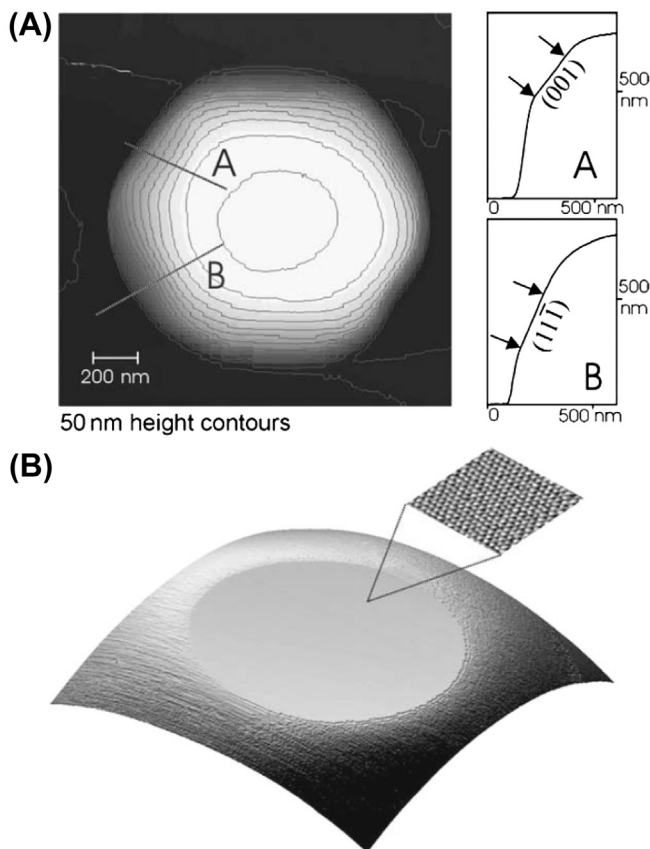 (A)
A
B
200 nm
50 nm height contours
(001)
500
nm
A
0 500 nm
(111̄)
500
nm
B
0 500 nm
(B)